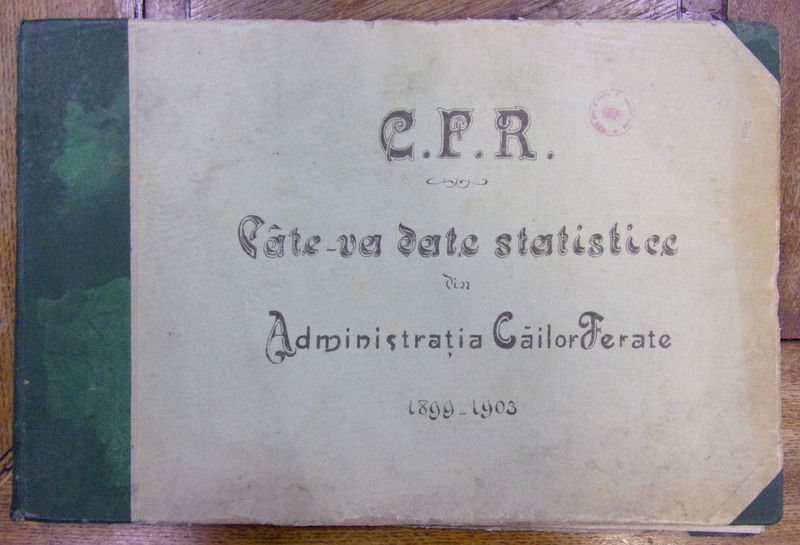 C.F.R.
Câte-va date statistice
din
Administrația Căilor Ferate
1899-1903